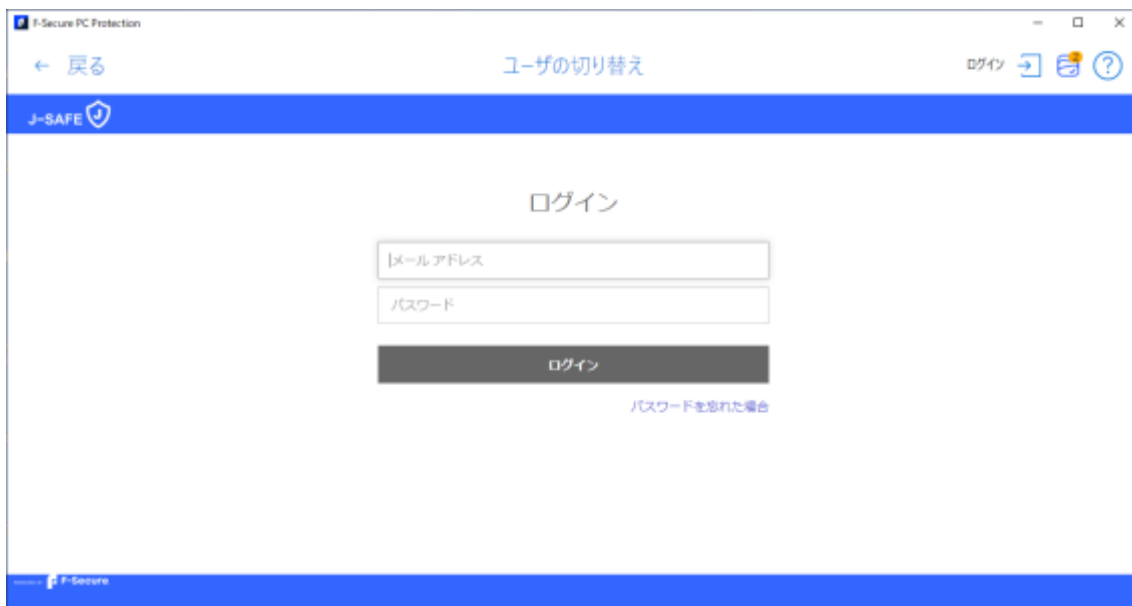 F-Secure PC Protection
← 戻る
ユーザの切り替え
ログイン
2
?
J-SAFE J
ログイン
メール アドレス
パスワード
ログイン
パスワードを忘れた場合
F-Secure